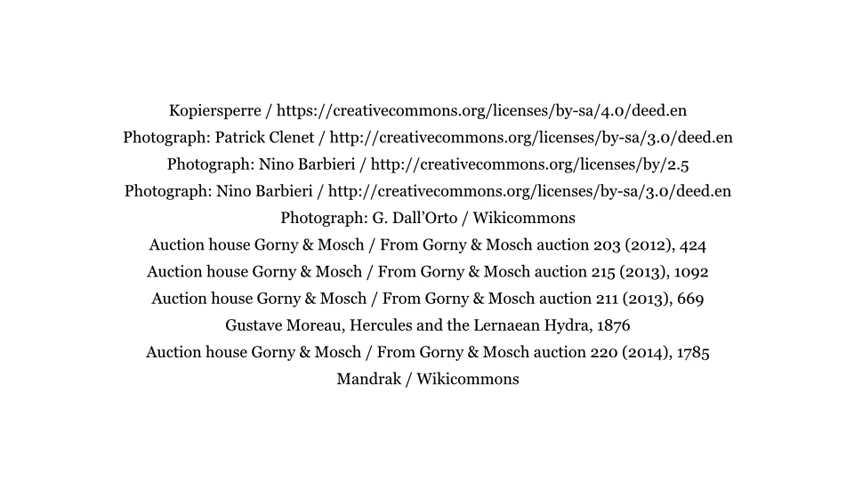 Kopiersperre / https://creativecommons.org/licenses/by-sa/4.0/deed.en
Photograph: Patrick Clenet / http://creativecommons.org/licenses/by-sa/3.0/deed.en
Photograph: Nino Barbieri / http://creativecommons.org/licenses/by/2.5
Photograph: Nino Barbieri / http://creativecommons.org/licenses/by-sa/3.0/deed.en
Photograph: G. Dall’Orto / Wikicommons
Auction house Gorny & Mosch / From Gorny & Mosch auction 203 (2012), 424
Auction house Gorny & Mosch / From Gorny & Mosch auction 215 (2013), 1092
Auction house Gorny & Mosch / From Gorny & Mosch auction 211 (2013), 669
Gustave Moreau, Hercules and the Lernaean Hydra, 1876
Auction house Gorny & Mosch / From Gorny & Mosch auction 220 (2014), 1785
Mandrak / Wikicommons